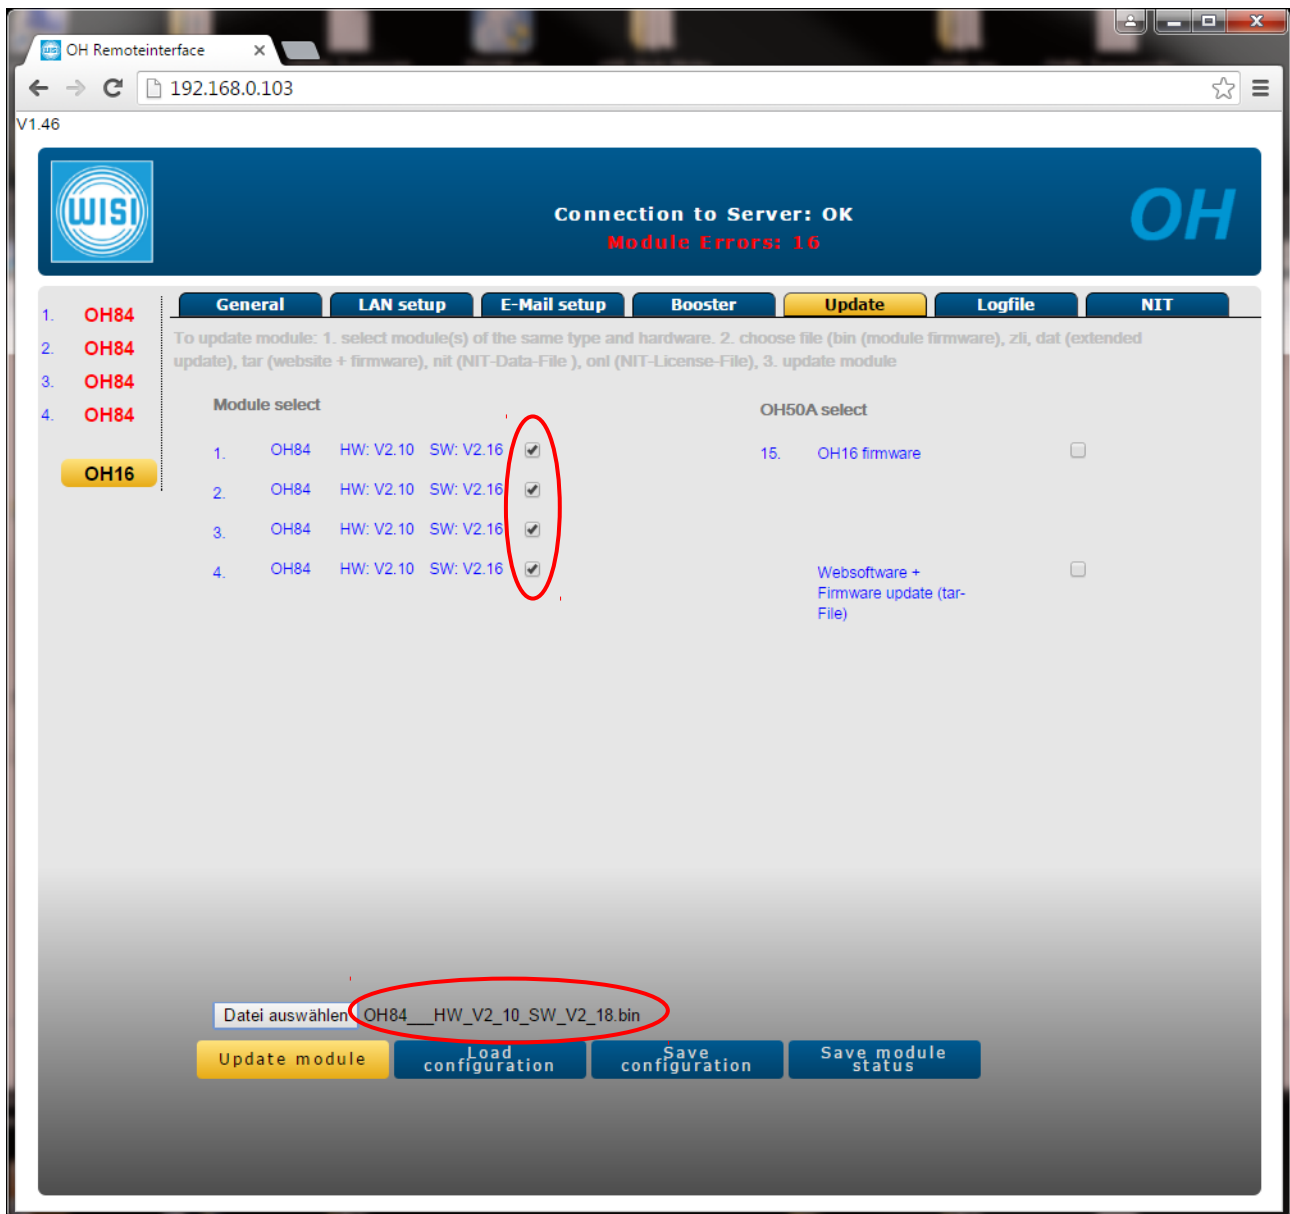 OH Remoteinterface
192.168.0.103
V1.46
WISI
Connection to Server: OK
OH
Module Errors: 16
General LAN setup E-Mail setup Booster Update Logfile NIT
1. OH84
2. OH84
3. OH84
4. OH84
OH16
To update module: 1. select module(s) of the same type and hardware. 2. choose file (bin (module firmware), zli, dat (extended
update), tar (website + firmware), nit (NIT-Data-File ), onl (NIT-License-File), 3. update module
Module select
OH50A select
1. OH84 HW: V2.10 SW: V2.16
15. OH16 firmware
2. OH84 HW: V2.10 SW: V2.16
3. OH84 HW: V2.10 SW: V2.16
4. OH84 HW: V2.10 SW: V2.16
Websoftware +
Firmware update (tar-
File)
Datei auswählen OH84___HW_V2_10_SW_V2_18.bin
Update module
Load
configuration
Save
configuration
Save module
status